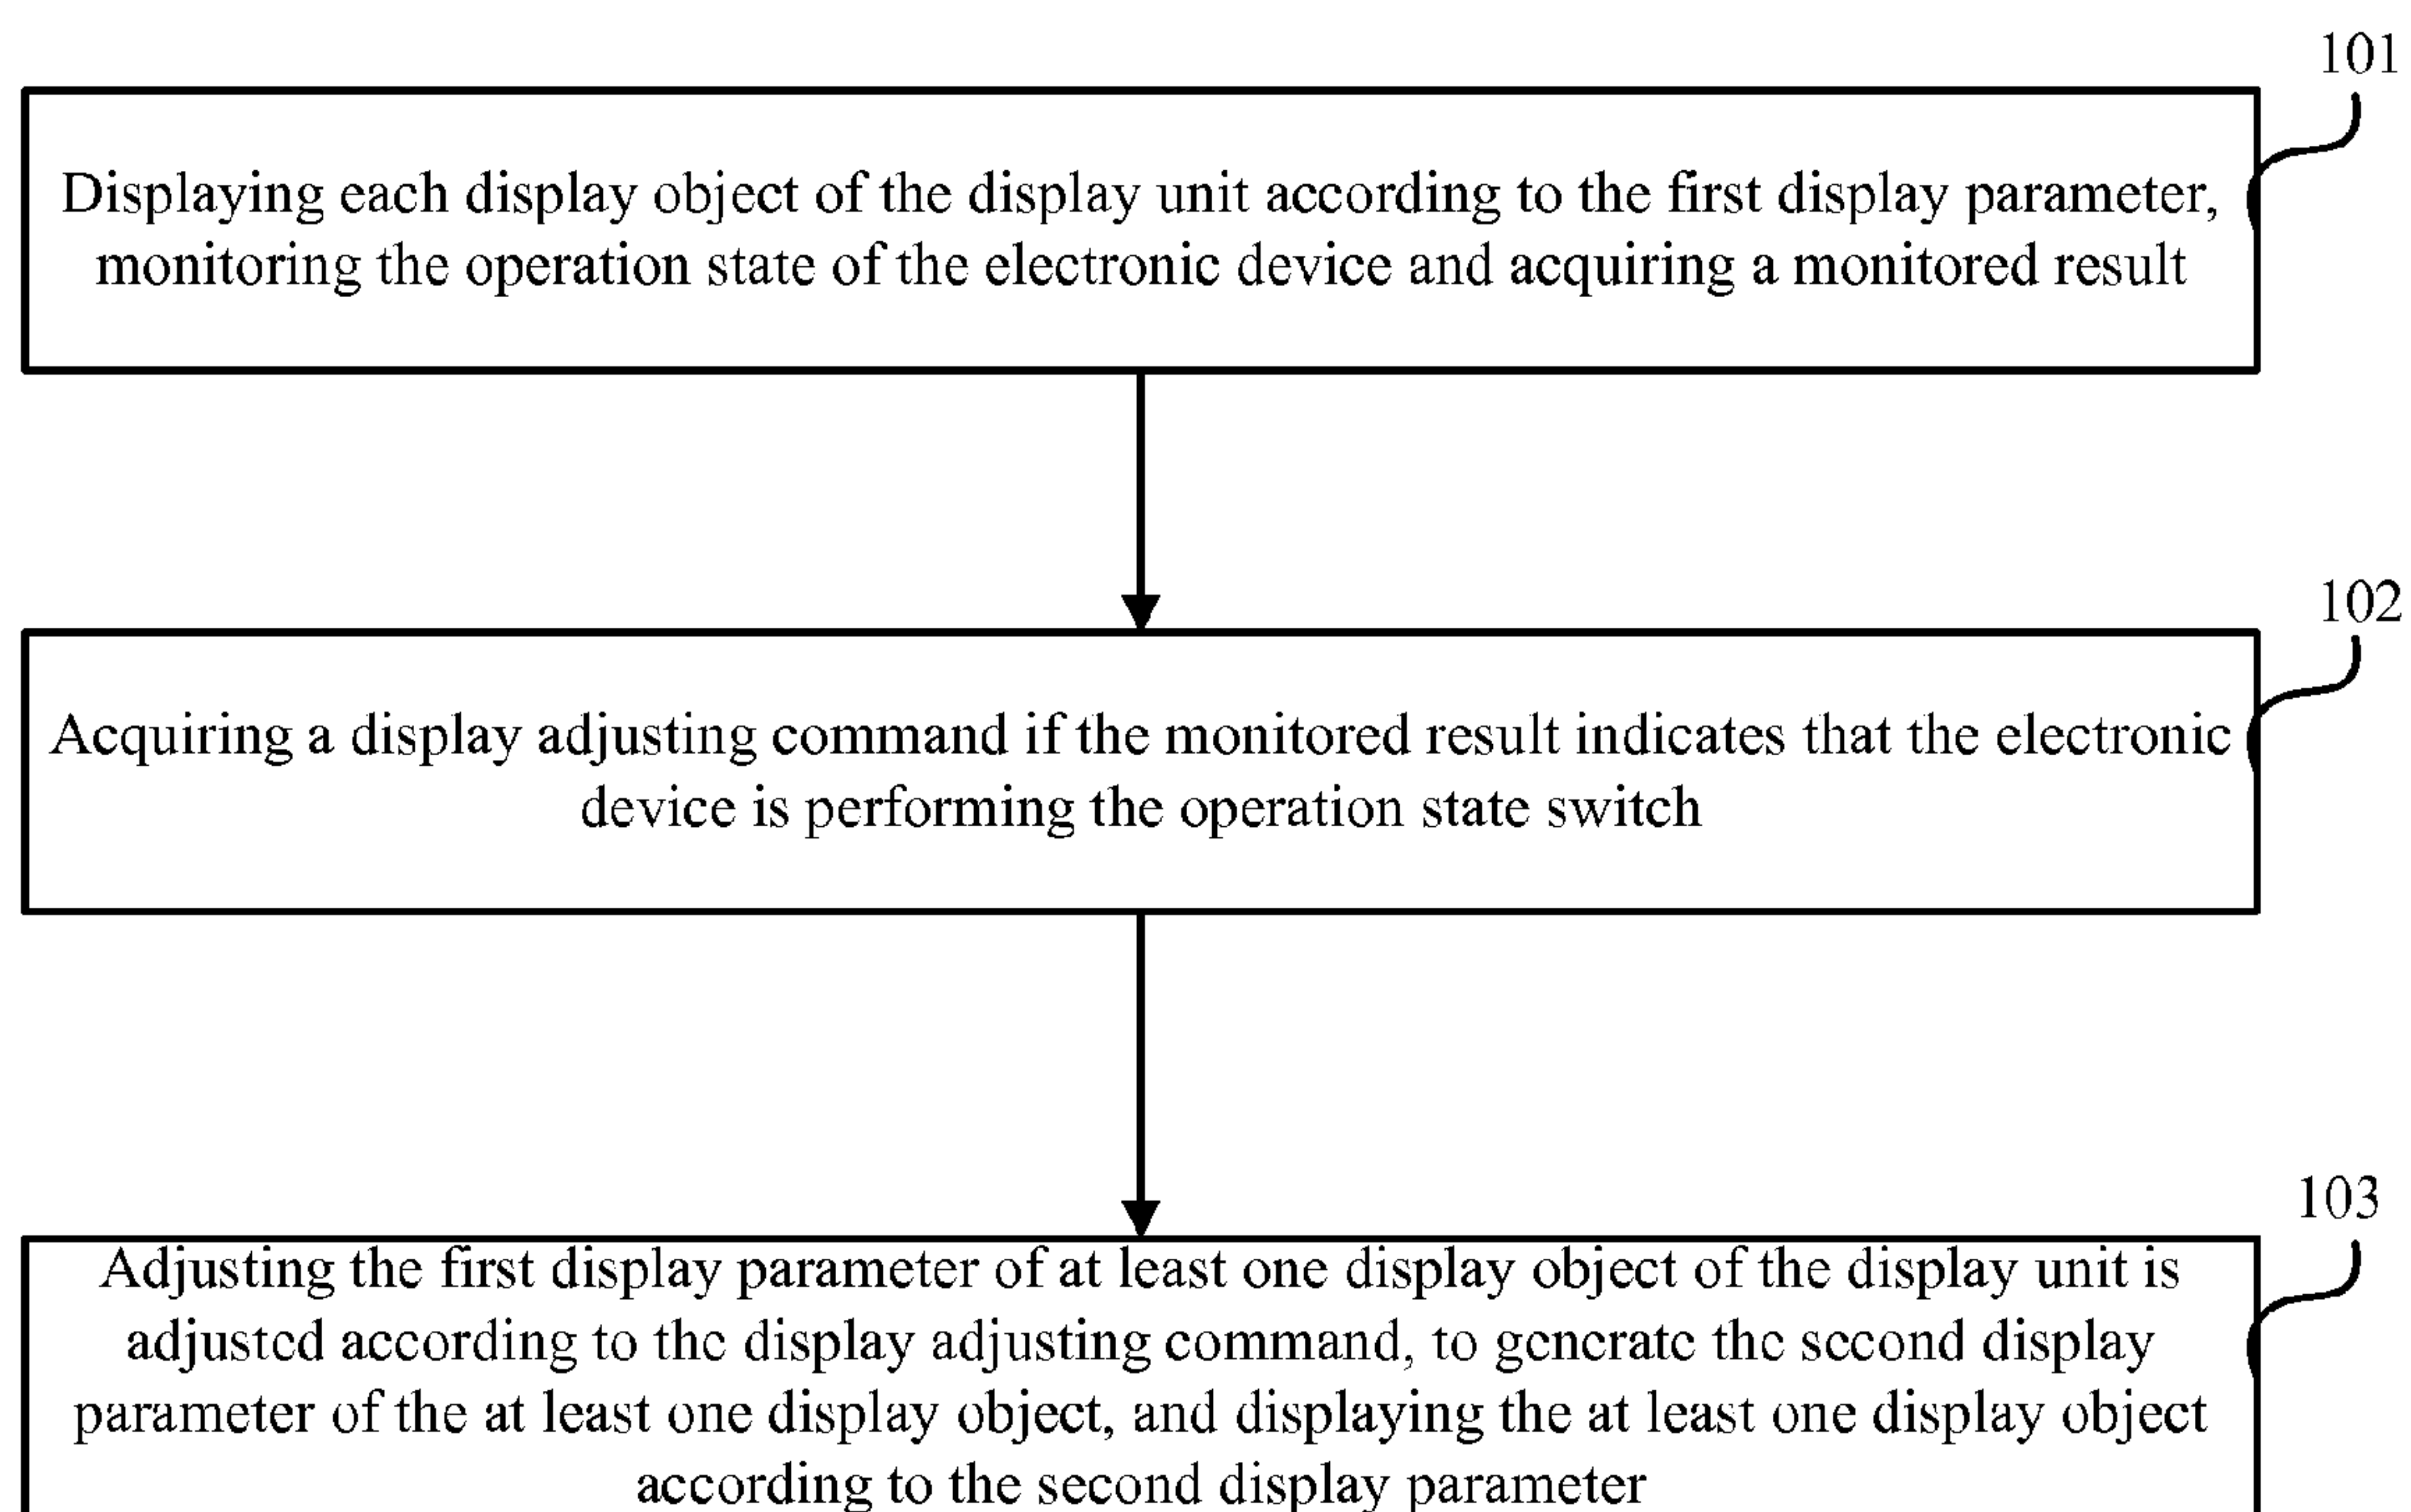 101
Displaying each display object of the display unit according to the first display parameter,
monitoring the operation state of the electronic device and acquiring a monitored result
102
Acquiring a display adjusting command if the monitored result indicates that the electronic
device is performing the operation state switch
103
Adjusting the first display parameter of at least one display object of the display unit is
adjusted according to the display adjusting command, to generate the second display
parameter of the at least one display object, and displaying the at least one display object
according to the second display parameter